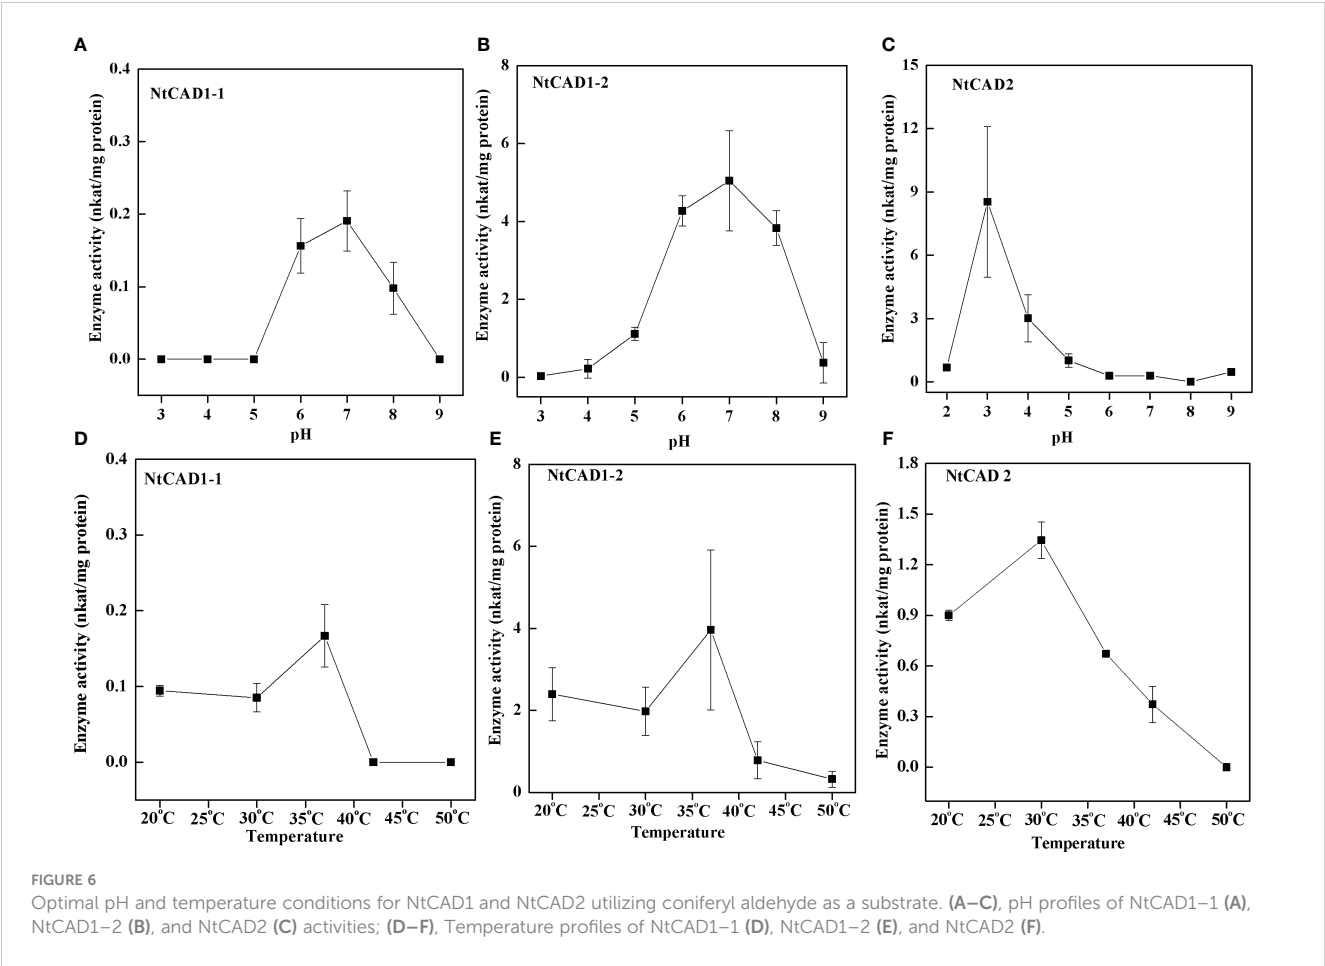 A
NtCAD1-1
Enzyme activity (nkat/mg protein)
0.4
0.3
0.2
0.1
0.0
3 4 5 6 7 8 9
pH
B
NtCAD1-2
Enzyme activity (nkat/mg protein)
8
6
4
2
0
3 4 5 6 7 8 9
pH
C
NtCAD2
Enzyme activity (nkat/mg protein)
15
12
9
6
3
0
2 3 4 5 6 7 8 9
pH
D
NtCAD1-1
Enzyme activity (nkat/mg protein)
0.4
0.3
0.2
0.1
0.0
20°C 25°C 30°C 35°C 40°C 45°C 50°C
Temperature
E
NtCAD1-2
Enzyme activity (nkat/mg protein)
8
6
4
2
0
20°C 25°C 30°C 35°C 40°C 45°C 50°C
Temperature
F
NtCAD 2
Enzyme activity (nkat/mg protein)
1.8
1.5
1.2
0.9
0.6
0.3
0.0
20°C 25°C 30°C 35°C 40°C 45°C 50°C
Temperature
FIGURE 6
Optimal pH and temperature conditions for NtCAD1 and NtCAD2 utilizing coniferyl aldehyde as a substrate. (A–C), pH profiles of NtCAD1–1 (A),
NtCAD1–2 (B), and NtCAD2 (C) activities; (D–F), Temperature profiles of NtCAD1–1 (D), NtCAD1–2 (E), and NtCAD2 (F).